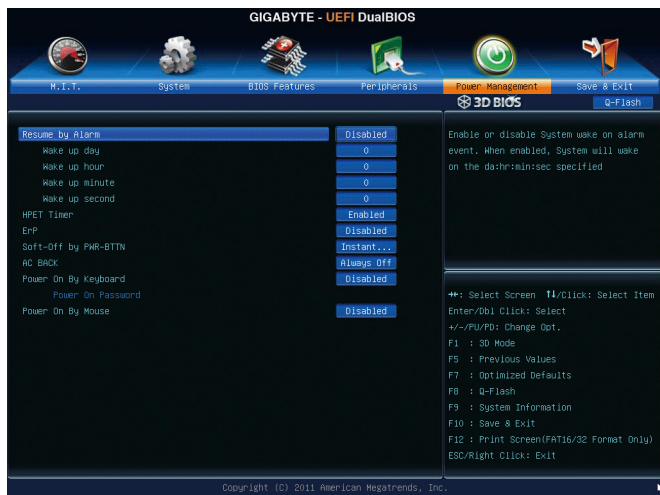 GIGABYTE - UEFI DualBIOS
M.I.T. System BIOS Features Peripherals Power Management Save & Exit
3D BIOS Q-Flash
Resume by Alarm Disabled
Wake up day 0
Wake up hour 0
Wake up minute 0
Wake up second 0
HPET Timer Enabled
ErP Disabled
Soft-Off by PWR-BTTN Instant...
AC BACK Always Off
Power On By Keyboard Disabled
Power On Password
Power On By Mouse Disabled
Enable or disable System wake on alarm
event. When enabled, System will wake
on the da:hr:min:sec specified
→←: Select Screen ↑↓/Click: Select Item
Enter/Dbl Click: Select
+/-/PU/PD: Change Opt.
F1 : 3D Mode
F5 : Previous Values
F7 : Optimized Defaults
F8 : Q-Flash
F9 : System Information
F10 : Save & Exit
F12 : Print Screen(FAT16/32 Format Only)
ESC/Right Click: Exit
Copyright (C) 2011 American Megatrends, Inc.